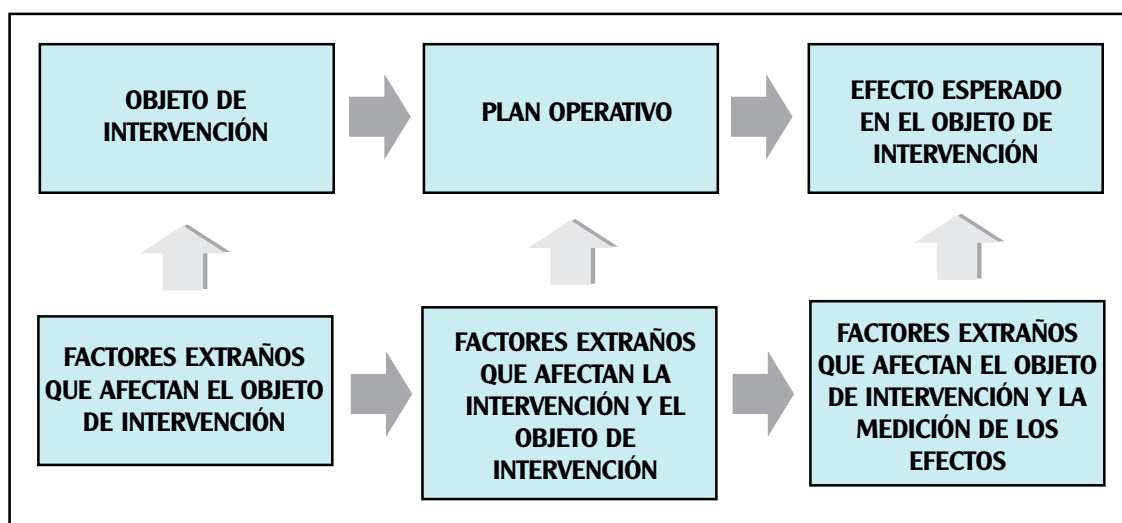 OBJETO DE
INTERVENCIÓN
PLAN OPERATIVO
EFECTO ESPERADO
EN EL OBJETO DE
INTERVENCIÓN
FACTORES EXTRAÑOS
QUE AFECTAN EL OBJETO
DE INTERVENCIÓN
FACTORES EXTRAÑOS
QUE AFECTAN LA
INTERVENCIÓN Y EL
OBJETO DE
INTERVENCIÓN
FACTORES EXTRAÑOS
QUE AFECTAN EL OBJETO
DE INTERVENCIÓN Y LA
MEDICIÓN DE LOS
EFECTOS